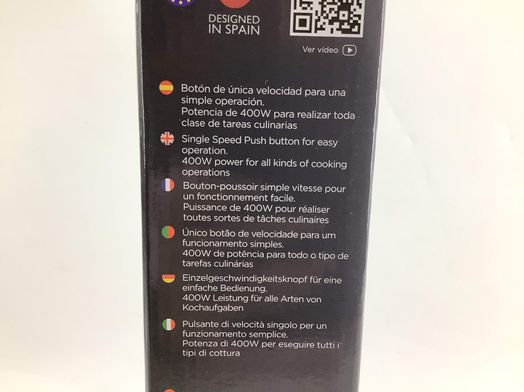 DESIGNED
IN SPAIN
Ver vídeo
Botón de única velocidad para una
simple operación.
Potencia de 400W para realizar toda
clase de tareas culinarias
Single Speed Push button for easy
operation.
400W power for all kinds of cooking
operations
Bouton-poussoir simple vitesse pour
un fonctionnement facile.
Puissance de 400W pour réaliser
toutes sortes de tâches culinaires
Único botão de velocidade para um
funcionamento simples.
400W de potência para todo o tipo de
tarefas culinárias
Einzelgeschwindigkeitsknopf für eine
einfache Bedienung.
400W Leistung für alle Arten von
Kochaufgaben
Pulsante di velocità singolo per un
funzionamento semplice.
Potenza di 400W per eseguire tutti i
tipi di cottura